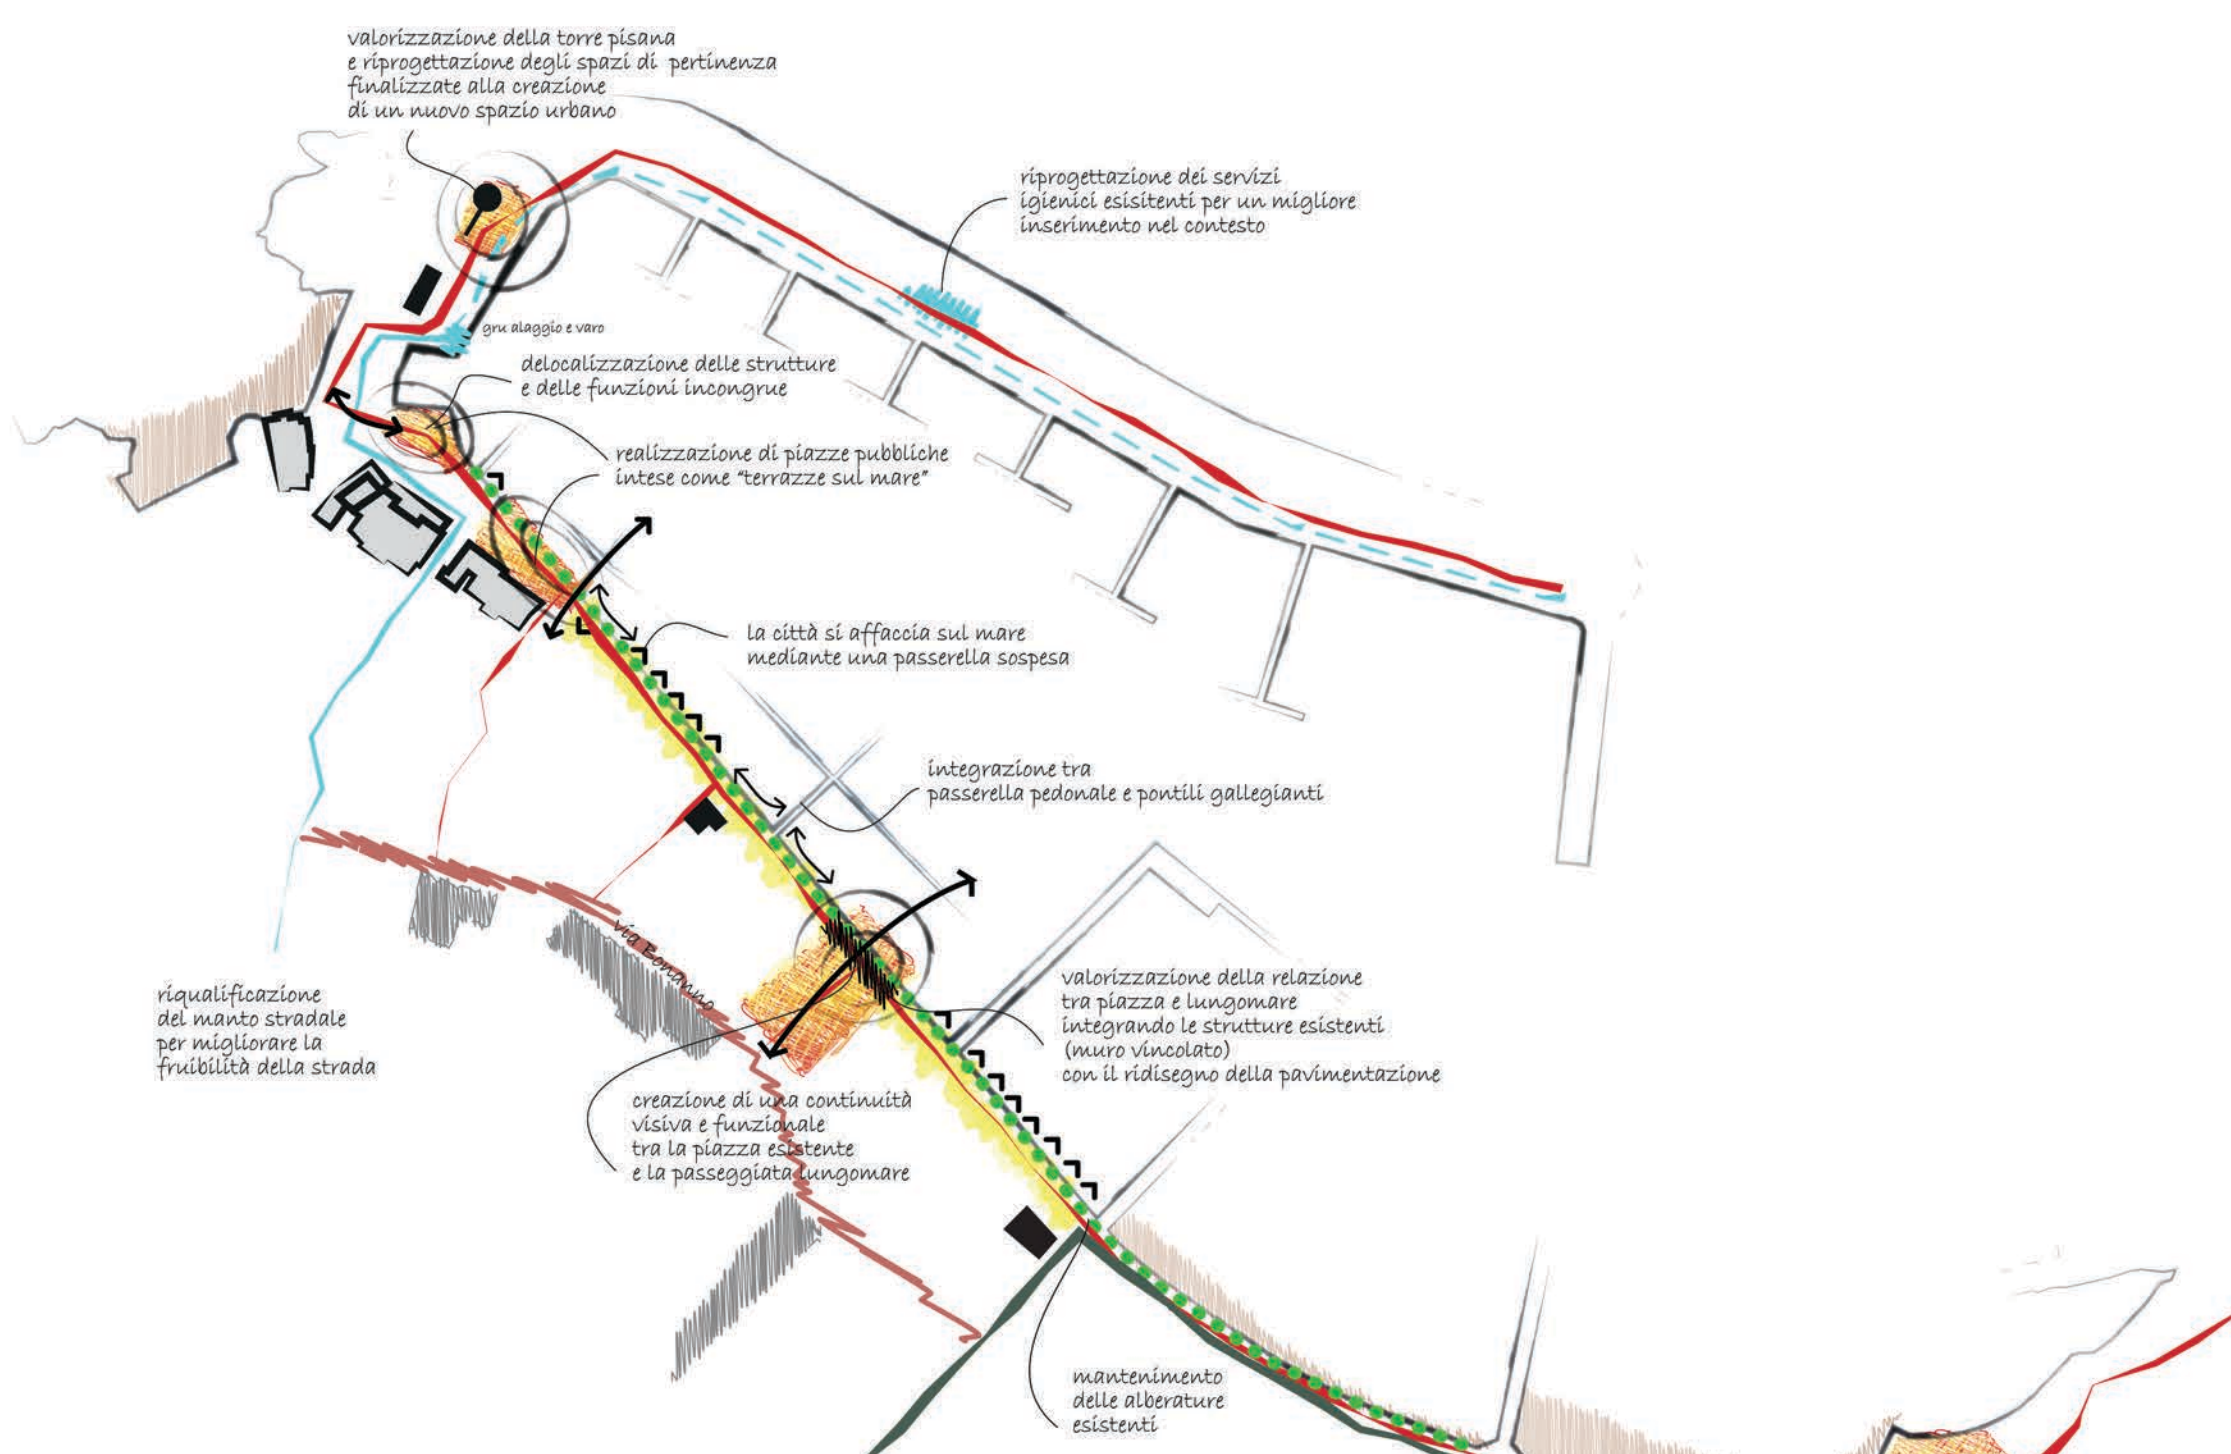 valorizzazione della torre pisana
e riprogettazione degli spazi di pertinenza
finalizzate alla creazione
di un nuovo spazio urbano
riprogettazione dei servizi
igienici esisitenti per un migliore
inserimento nel contesto
gru alaggio e varo
delocalizzazione delle strutture
e delle funzioni incongrue
realizzazione di piazze pubbliche
intese come "terrazze sul mare"
la città si affaccia sul mare
mediante una passerella sospesa
integrazione tra
passerella pedonale e pontili gallegianti
via Bonanno
riqualificazione
del manto stradale
per migliorare la
fruibilità della strada
valorizzazione della relazione
tra piazza e lungomare
integrando le strutture esistenti
(muro vincolato)
con il ridisegno della pavimentazione
creazione di una continuità
visiva e funzionale
tra la piazza esistente
e la passeggiata lungomare
mantenimento
delle alberature
esistenti